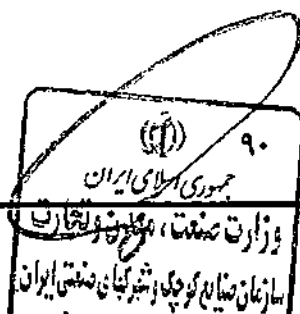 ۹۰
جمهوری اسلامی ایران
وزارت صنعت، معدن و تجارت
سازمان صنایع کوچک و شهرکهای صنعتی ایران